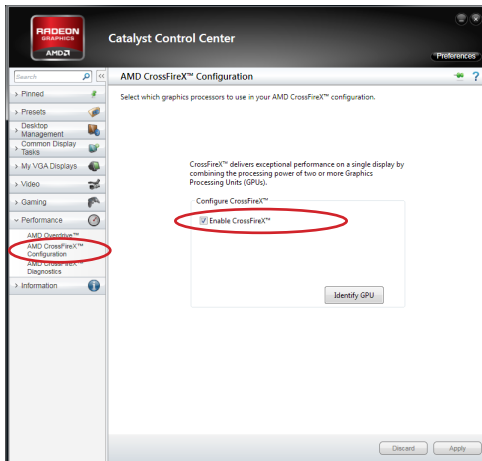 RADEON
GRAPHICS
AMD
Catalyst Control Center
Preferences
Search
«
AMD CrossFireX™ Configuration
?
Select which graphics processors to use in your AMD CrossFireX™ configuration.
> Pinned
> Presets
> Desktop
Management
> Common Display
Tasks
> My VGA Displays
> Video
> Gaming
> Performance
AMD Overdrive™
AMD CrossFireX™
Configuration
AMD CrossFireX™
Diagnostics
> Information
CrossFireX™ delivers exceptional performance on a single display by
combining the processing power of two or more Graphics
Processing Units (GPUs).
Configure CrossFireX™
Enable CrossFireX™
Identify GPU
Discard
Apply